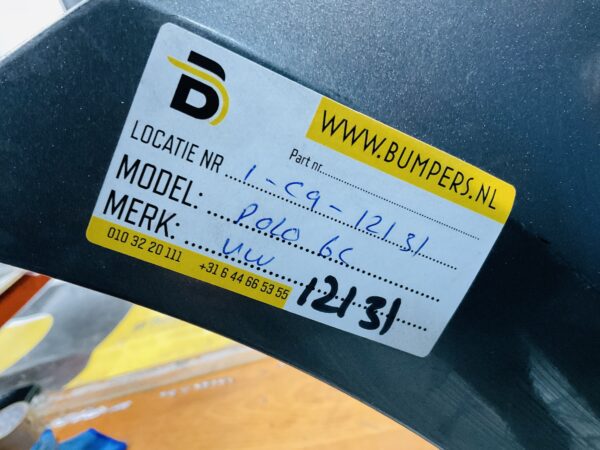 B
WWW.BUMPERS.NL
Part nr.
LOCATIE NR 1-C9-12131
MODEL: POLO 6C
MERK: VW
12131
010 32 20 111 +31 6 44 66 53 55